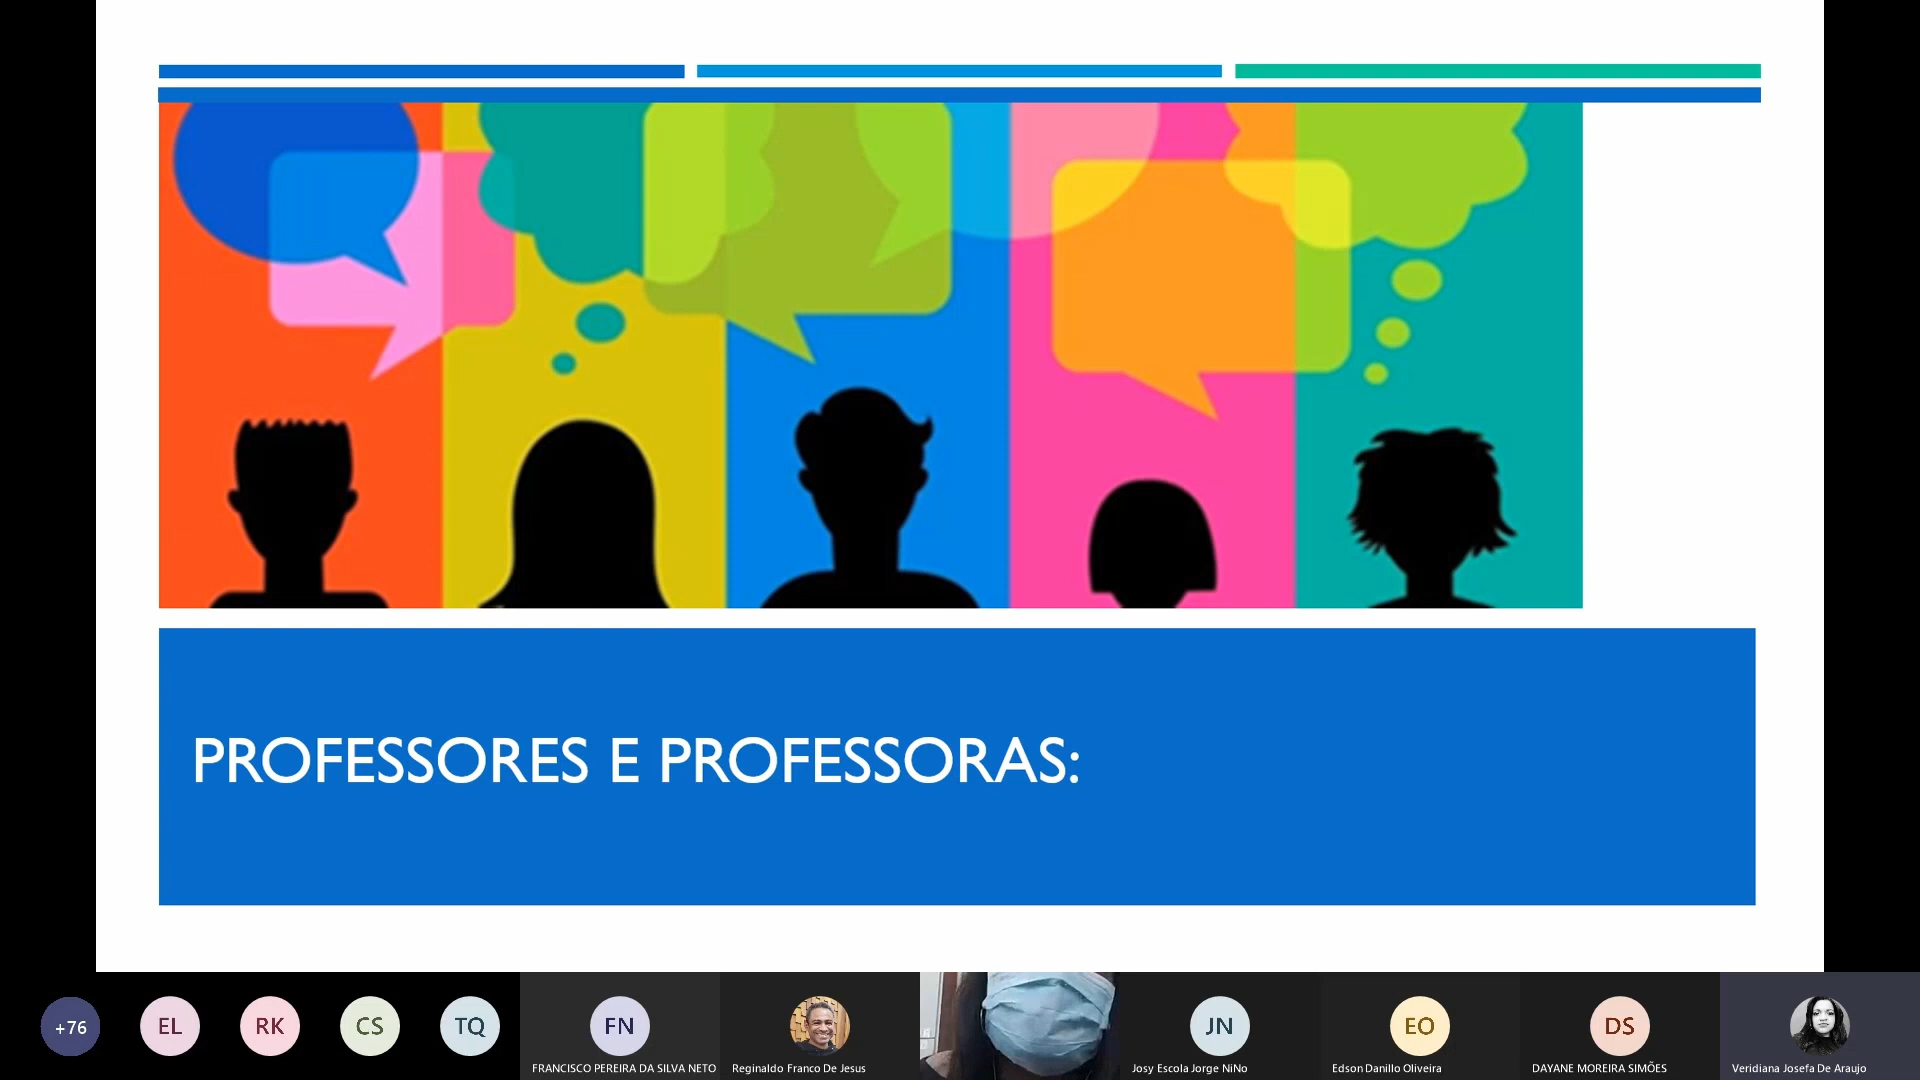 PROFESSORES E PROFESSORAS:
+76
EL
RK
CS
TQ
FN
JN
EO
DS
FRANCISCO PEREIRA DA SILVA NETO
Reginaldo Franco De Jesus
Josy Escola Jorge NiNo
Edson Danillo Oliveira
DAYANE MOREIRA SIMÕES
Veridiana Josefa De Araujo